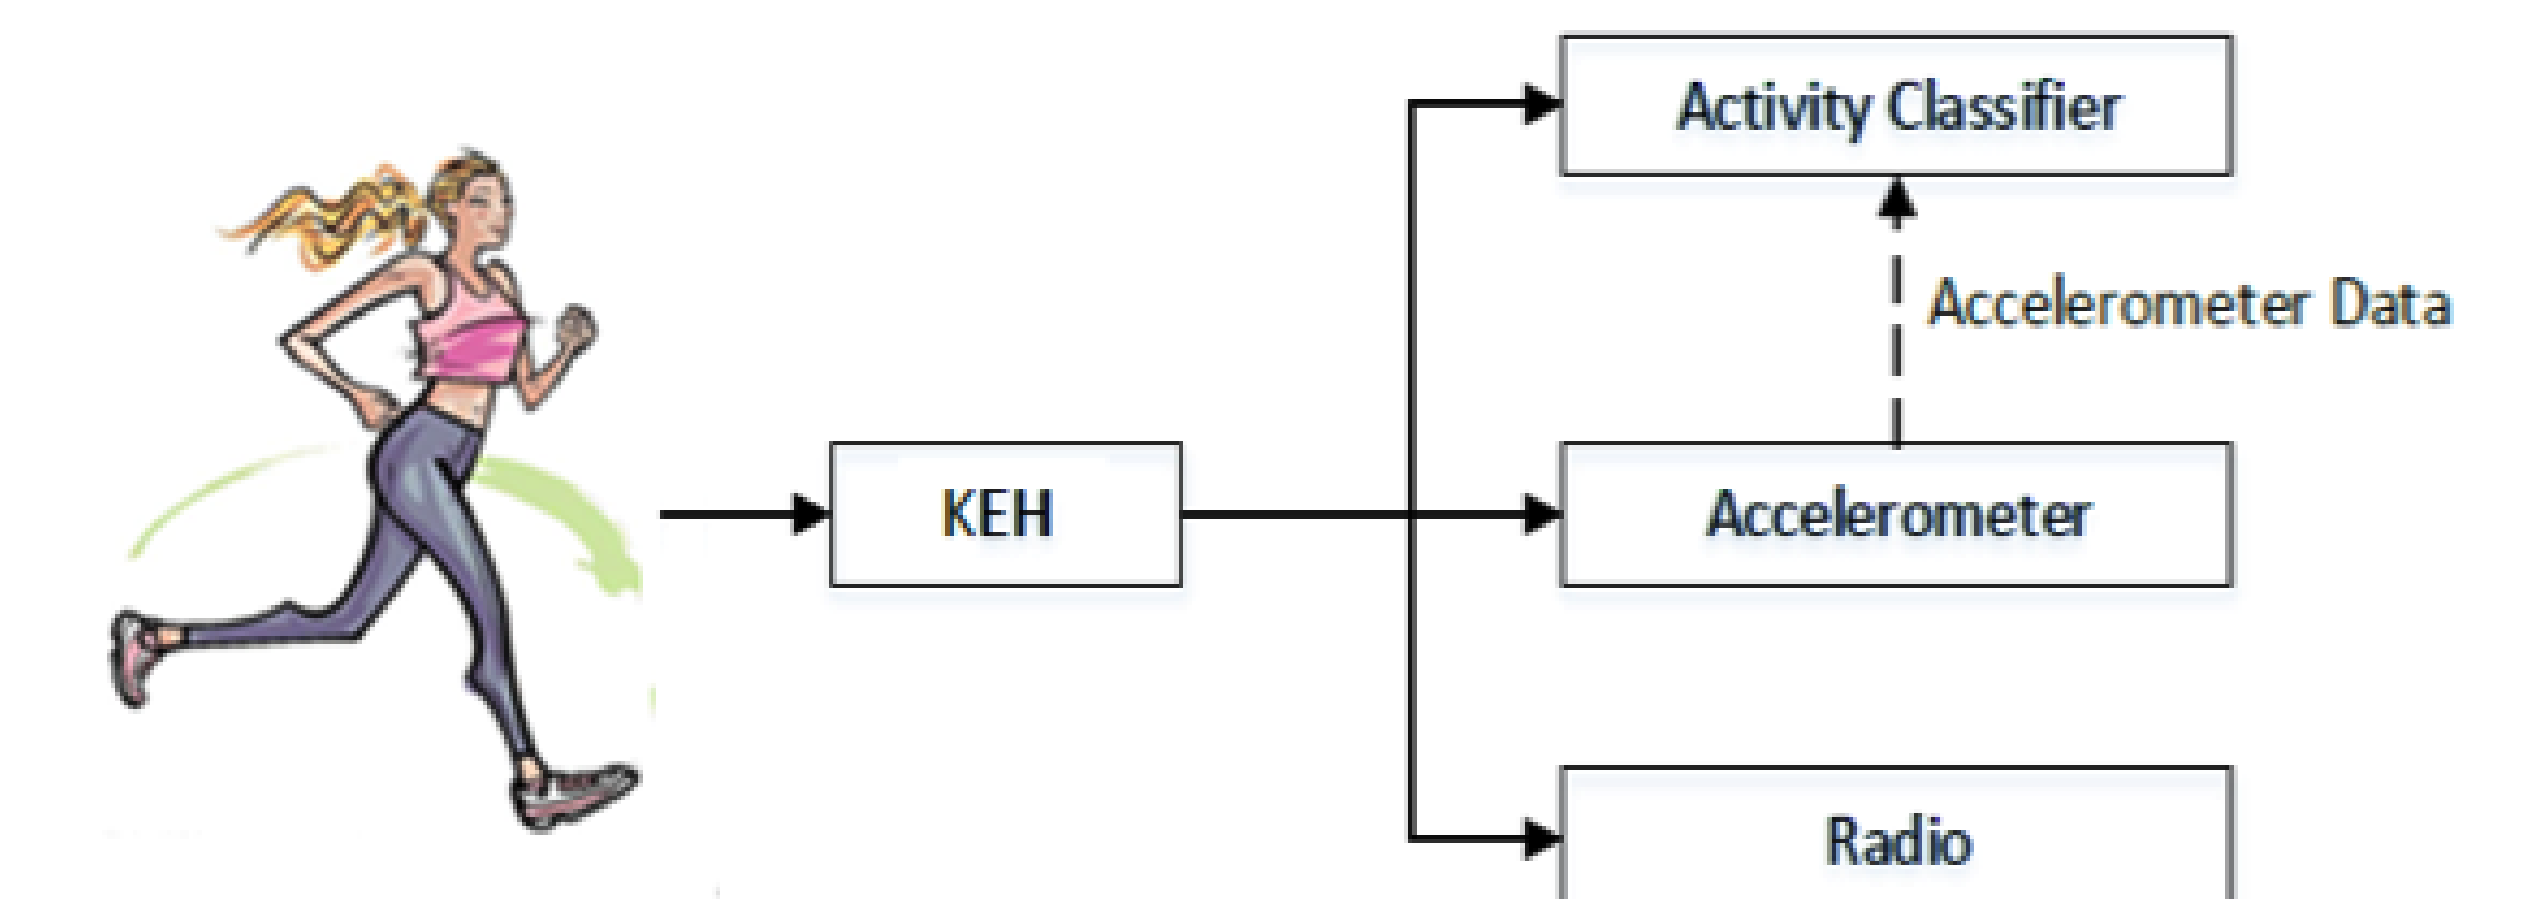 Activity Classifier
Accelerometer Data
KEH
Accelerometer
Radio